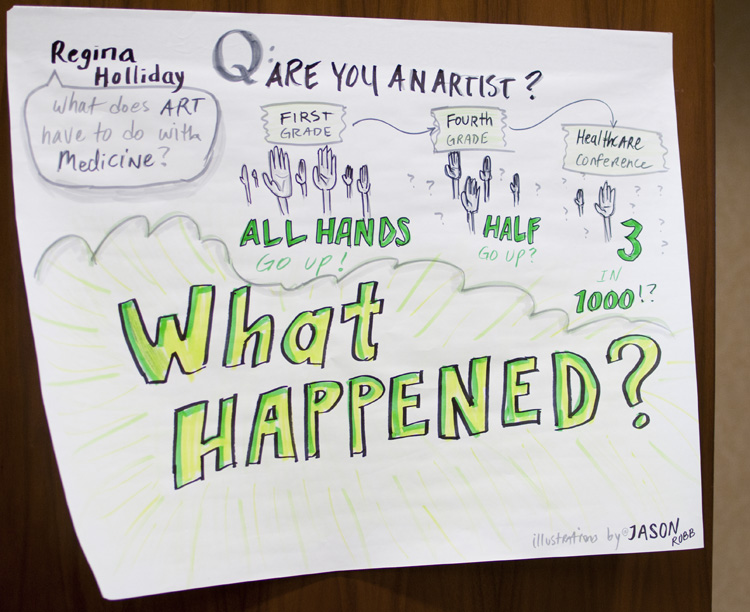 Regina
Holliday
What does ART
have to do with
Medicine?
Q: ARE YOU AN ARTIST?
FIRST
GRADE
ALL HANDS
GO UP!
FOURTH
GRADE
HALF
GO UP?
HealthCARE
Conference
3
IN
1000!?
What
HAPPENED?
illustrations by @JASON
ROBB